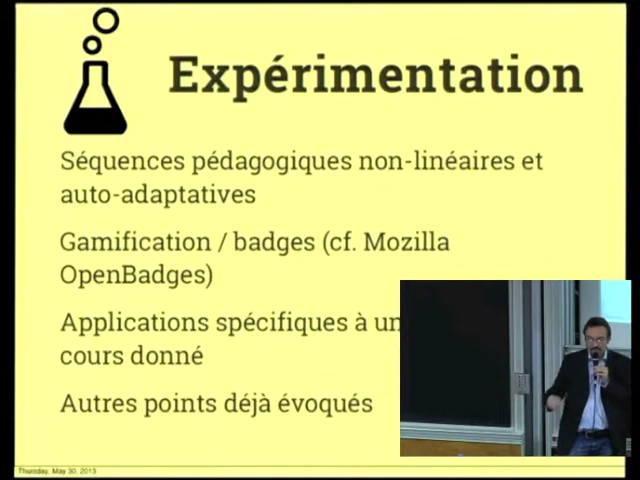 Expérimentation
Séquences pédagogiques non-linéaires et
auto-adaptatives
Gamification / badges (cf. Mozilla
OpenBadges)
Applications spécifiques à un
cours donné
Autres points déjà évoqués
Thursday, May 30, 2013